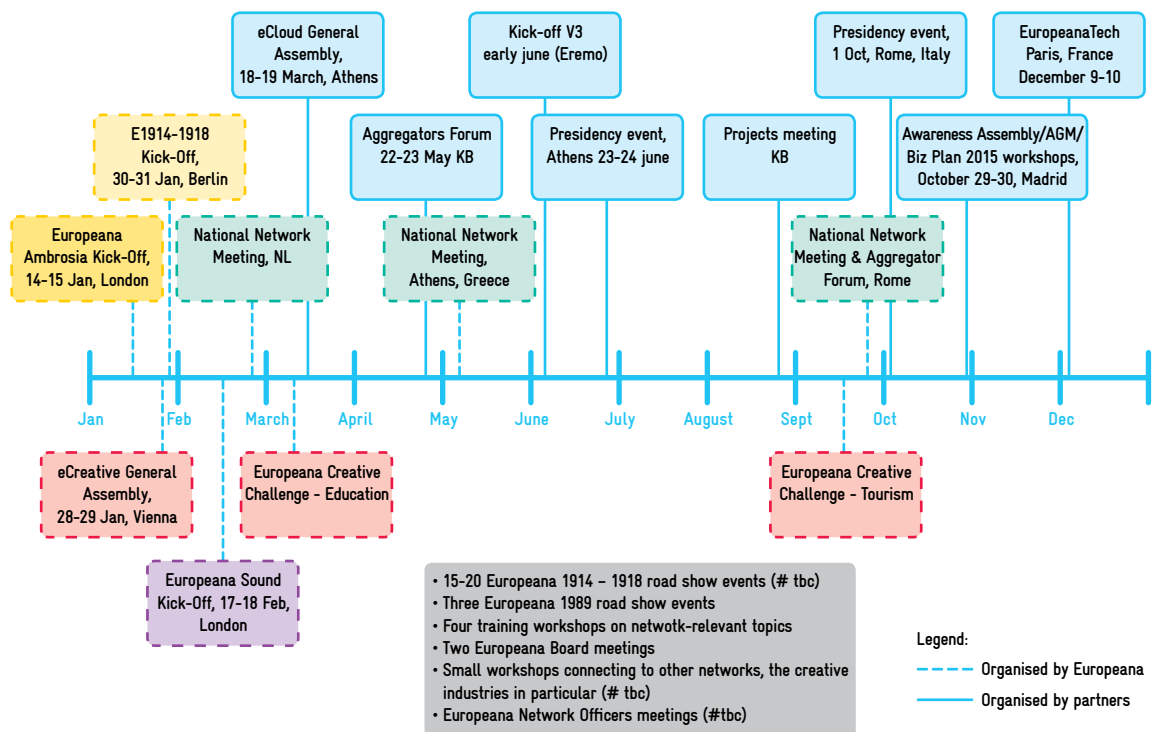 eCloud General
Assembly,
18-19 March, Athens
Kick-off V3
early june (Eremo)
Presidency event,
1 Oct, Rome, Italy
EuropeanaTech
Paris, France
December 9-10
E1914-1918
Kick-Off,
30-31 Jan, Berlin
Aggregators Forum
22-23 May KB
Presidency event,
Athens 23-24 june
Projects meeting
KB
Awareness Assembly/AGM/
Biz Plan 2015 workshops,
October 29-30, Madrid
Europeana
Ambrosia Kick-Off,
14-15 Jan, London
National Network
Meeting, NL
National Network
Meeting,
Athens, Greece
National Network
Meeting & Aggregator
Forum, Rome
Jan
Feb
March
April
May
June
July
August
Sept
Oct
Nov
Dec
eCreative General
Assembly,
28-29 Jan, Vienna
Europeana Creative
Challenge - Education
Europeana Creative
Challenge - Tourism
Europeana Sound
Kick-Off, 17-18 Feb,
London
• 15-20 Europeana 1914 – 1918 road show events (# tbc)
• Three Europeana 1989 road show events
• Four training workshops on netwotk-relevant topics
• Two Europeana Board meetings
• Small workshops connecting to other networks, the creative
industries in particular (# tbc)
• Europeana Network Officers meetings (#tbc)
Legend:
Organised by Europeana
Organised by partners